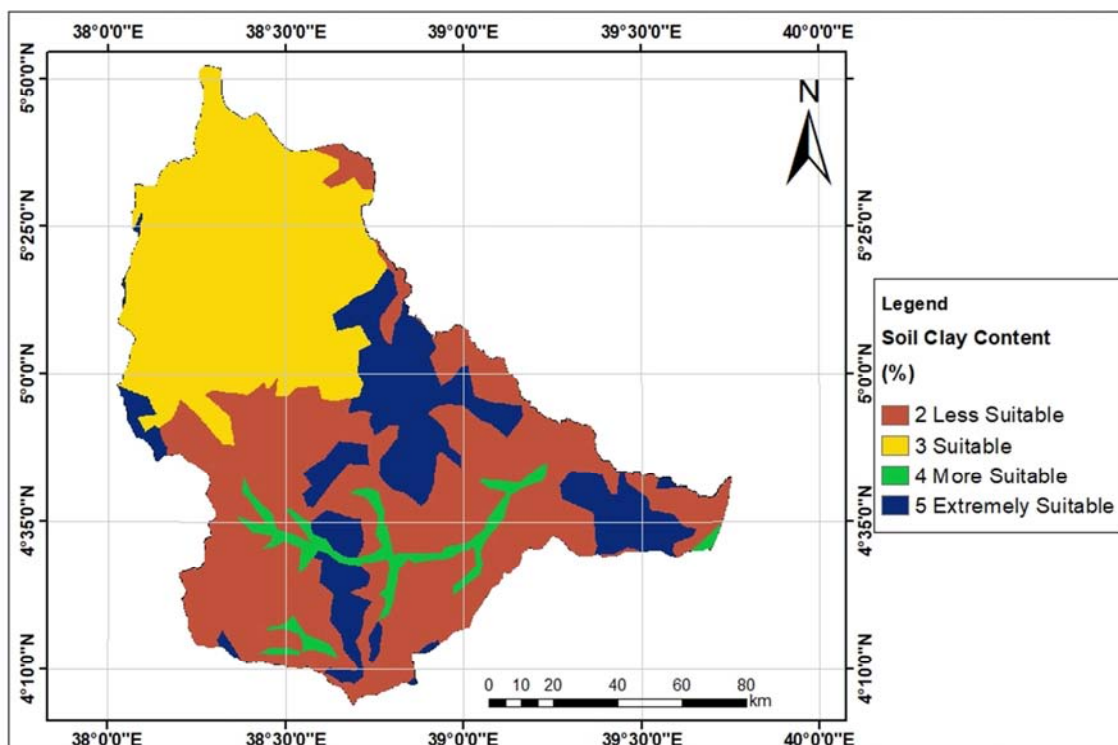 38°0'0"E 38°30'0"E 39°0'0"E 39°30'0"E 40°0'0"E
5°50'0"N 5°50'0"N
N
5°25'0"N 5°25'0"N
5°0'0"N 5°0'0"N
4°35'0"N 4°35'0"N
4°10'0"N 4°10'0"N
0 10 20 40 60 80
km
38°0'0"E 38°30'0"E 39°0'0"E 39°30'0"E 40°0'0"E
Legend
Soil Clay Content
(%)
2 Less Suitable
3 Suitable
4 More Suitable
5 Extremely Suitable